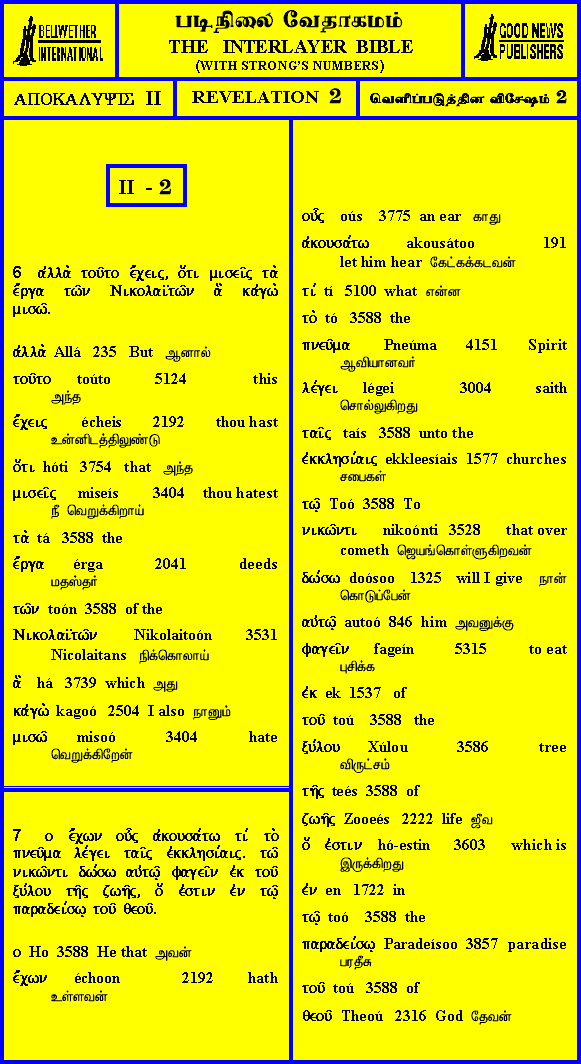 BELLWETHER
INTERNATIONAL
படிநிலை வேதாகமம்
THE INTERLAYER BIBLE
(WITH STRONG'S NUMBERS)
GOOD NEWS
PUBLISHERS
ΑΠΟΚΑΛΥΨΙΣ II
REVELATION 2
வெளிப்படுத்தின விசேஷம் 2
II - 2
6 ἀλλὰ τοῦτο ἔχεις, ὅτι μισεῖς τὰ
ἔργα τῶν Νικολαϊτῶν ἃ κἀγὼ
μισῶ.
ἀλλὰ Allá 235 But ஆனால்
τοῦτο toúto 5124 this
அந்த
ἔχεις écheis 2192 thou hast
உன்னிடத்திலுண்டு
ὅτι hóti 3754 that அந்த
μισεῖς miseís 3404 thou hatest
நீ வெறுக்கிறாய்
τὰ tá 3588 the
ἔργα érga 2041 deeds
மதஸ்தர்
τῶν toón 3588 of the
Νικολαϊτῶν Nikolaitoón 3531
Nicolaitans நிக்கொலாய்
ἃ há 3739 which அது
κἀγὼ kagoó 2504 I also நானும்
μισῶ misoó 3404 hate
வெறுக்கிறேன்
7 ο ἔχων οὖς ἀκουσάτω τί τὸ
πνεῦμα λέγει ταῖς ἐκκλησίαις. τῶ
νικῶντι δώσω αὐτῷ φαγεῖν ἐκ τοῦ
ξύλου τῆς ζωῆς, ὅ ἐστιν ἐν τῷ
παραδείσῳ τοῦ θεοῦ.
ο Ho 3588 He that அவன்
ἔχων échoon 2192 hath
உள்ளவன்
οὖς oús 3775 an ear காது
ἀκουσάτω akousátoo 191
let him hear கேட்கக்கடவன்
τί tí 5100 what என்ன
τὸ tó 3588 the
πνεῦμα Pneúma 4151 Spirit
ஆவியானவர்
λέγει légei 3004 saith
சொல்லுகிறது
ταῖς taís 3588 unto the
ἐκκλησίαις ekkleesíais 1577 churches
சபைகள்
τῷ Toó 3588 To
νικῶντι nikoónti 3528 that over
cometh ஜெயங்கொள்ளுகிறவன்
δώσω doósoo 1325 will I give நான்
கொடுப்பேன்
αὐτῷ autoó 846 him அவனுக்கு
φαγεῖν fageín 5315 to eat
புசிக்க
ἐκ ek 1537 of
τοῦ toú 3588 the
ξύλου Xúlou 3586 tree
விருட்சம்
τῆς teés 3588 of
ζωῆς Zooeés 2222 life ஜீவ
ὅ ἐστιν hó-estin 3603 which is
இருக்கிறது
ἐν en 1722 in
τῷ toó 3588 the
παραδείσῳ Paradeísoo 3857 paradise
பரதீசு
τοῦ toú 3588 of
θεοῦ Theoú 2316 God தேவன்